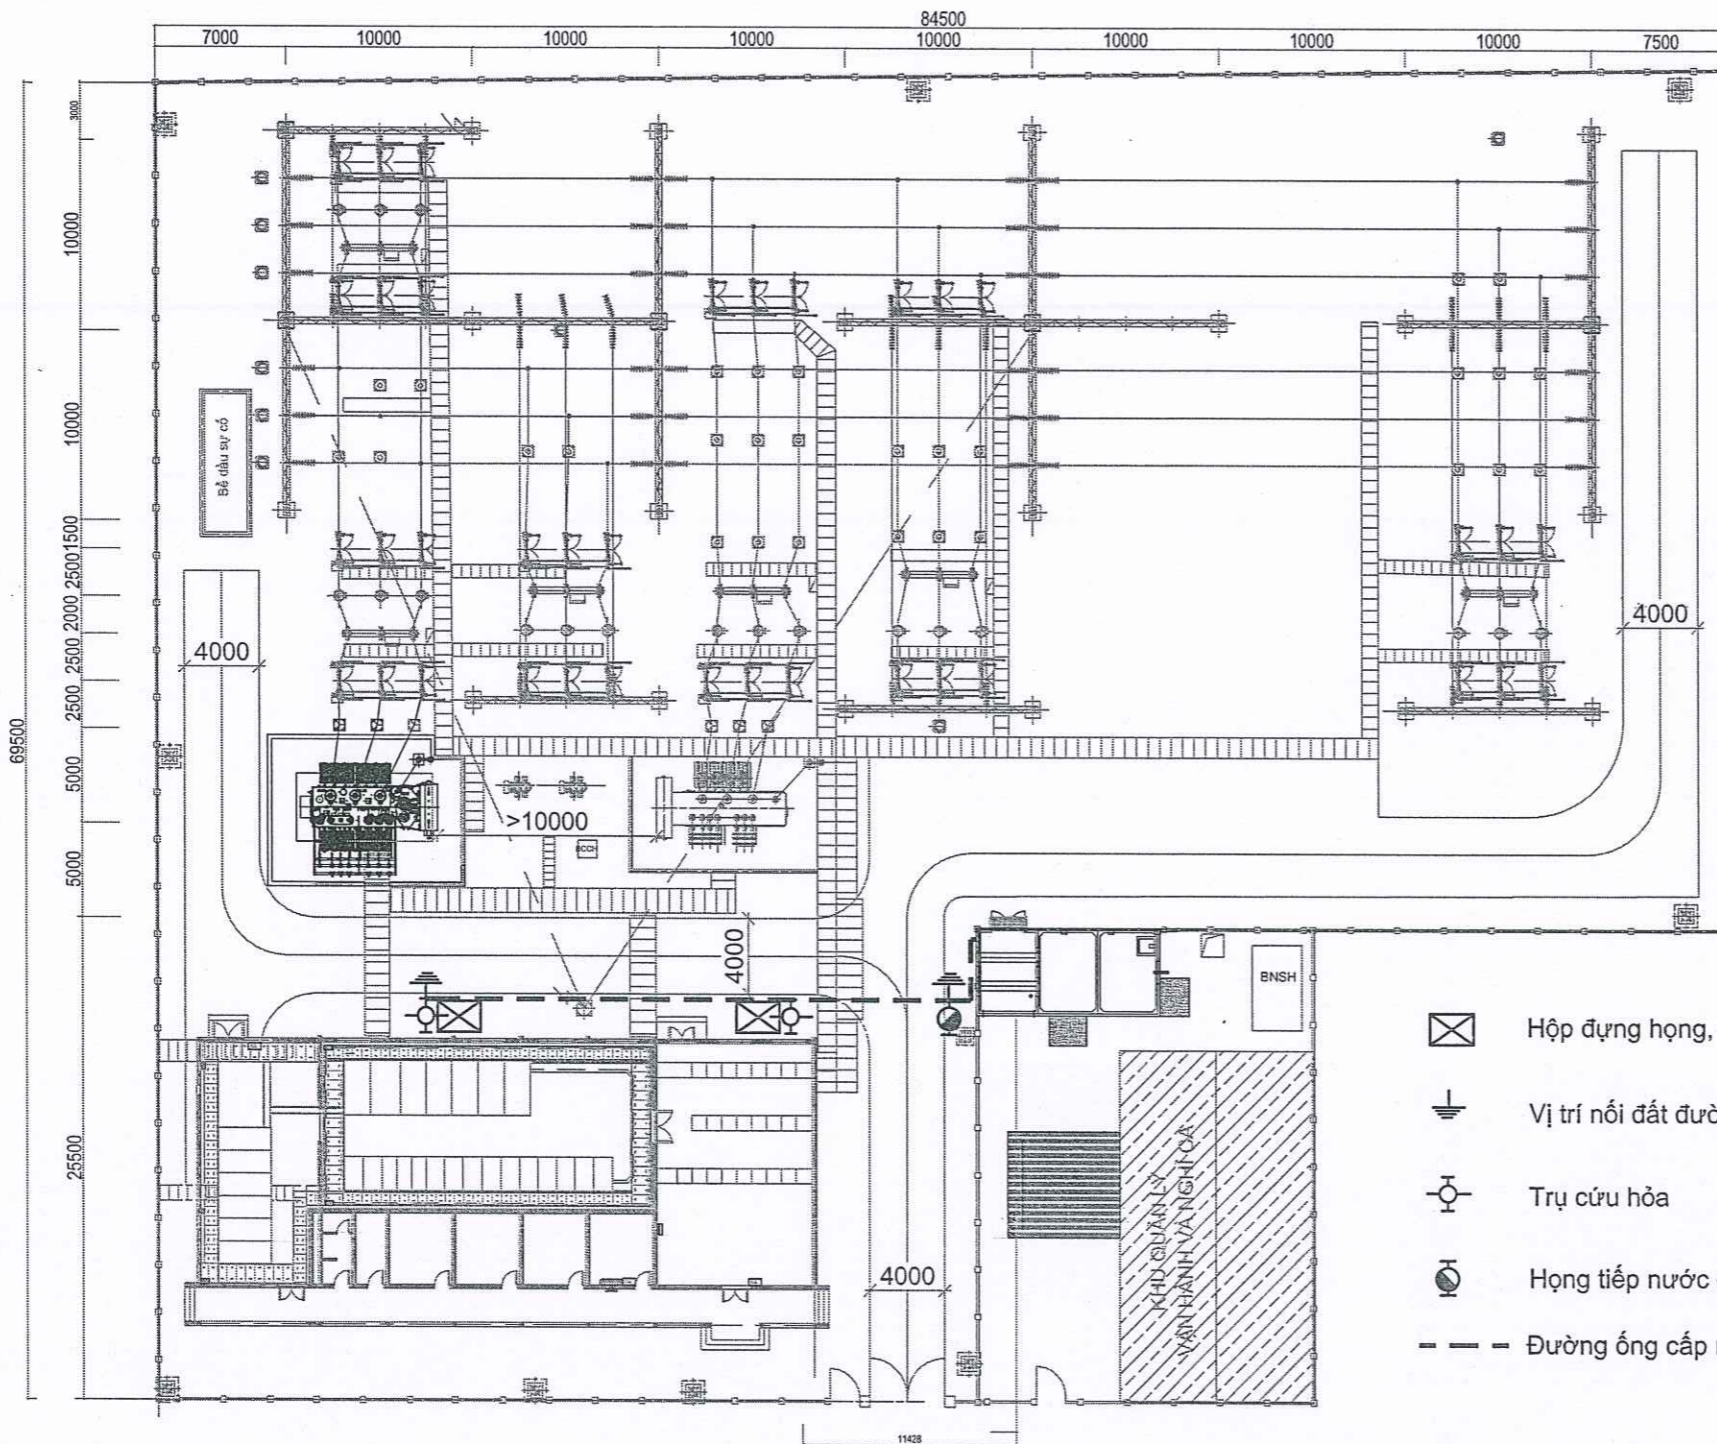 84500
7000 10000 10000 10000 10000 10000 10000 10000 7500
69500
3000
10000
10000
1500
2500
2000
2500
2500
5000
5000
25500
Bể dầu sự cố
4000
4000
>10000
BCCH
4000
BNSH
4000
KHU QUẢN LÝ
VẬN HÀNH VÀ NGHỈ CA
11428
Hộp đựng họng,
Vị trí nối đất
Trụ cứu hỏa
Họng tiếp nước
Đường ống cấp